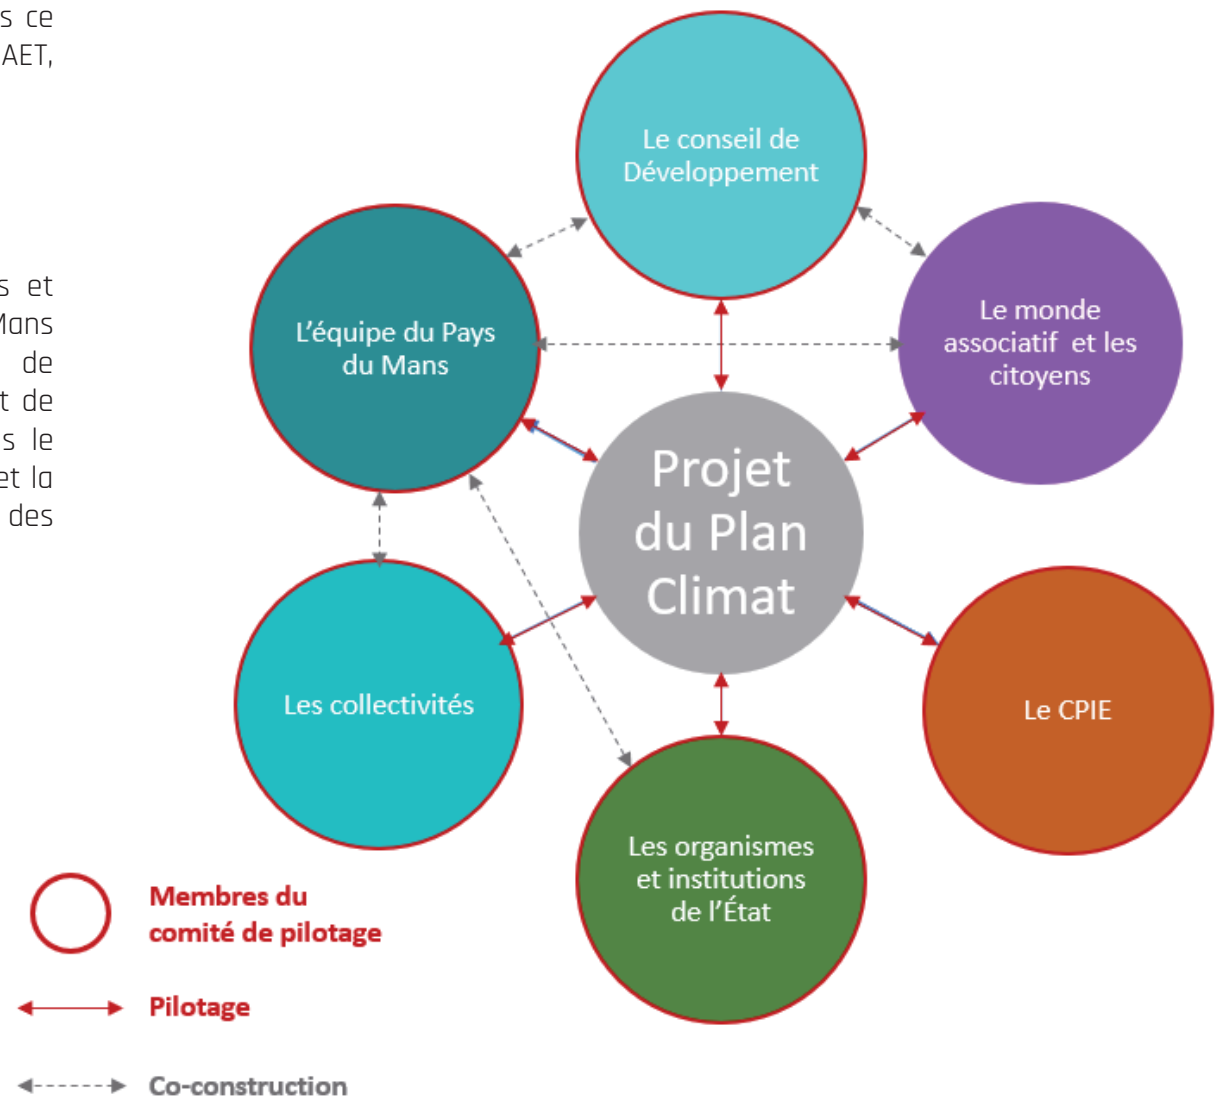 s ce
AET,
s et
Mans
de
t de
s le
et la
des
Le conseil de
Développement
L'équipe du Pays
du Mans
Le monde
associatif et les
citoyens
Projet
du Plan
Climat
Les collectivités
Le CPIE
Les organismes
et institutions
de l'État
Membres du
comité de pilotage
Pilotage
Co-construction